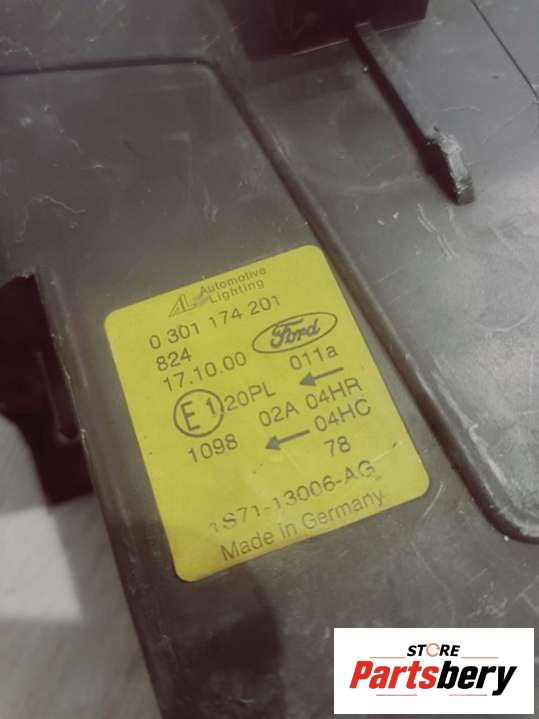 AL Automotive
Lighting
0 301 174 201
824
17.10.00
Ford
011a
E1
20PL
02A 04HR
1098
04HC
78
1S71-13006-AG
Made in Germany
STORE
Partsbery